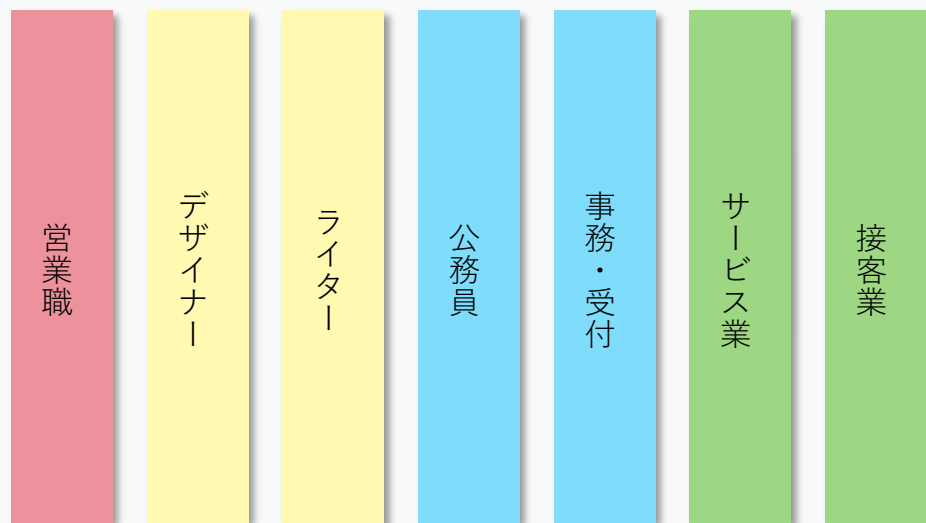 営業職
デザイナー
ライター
公務員
事務・受付
サービス業
接客業